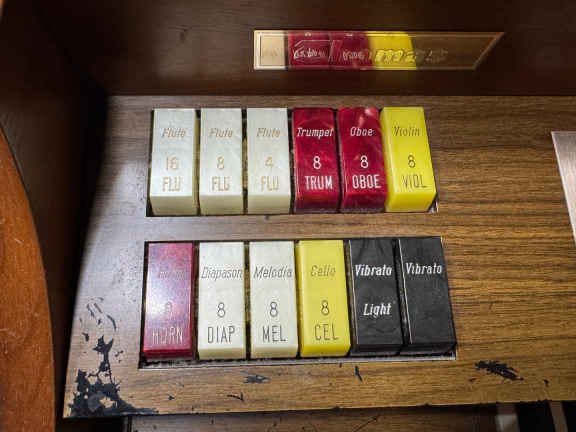 Flute Flute Flute Trumpet Oboe Violin
16 8 4 8 8 8
FLU FLU FLU TRUM OBOE VIOL
Horn Diapason Melodia Cello Vibrato Vibrato
8 8 8 8 Light
HORN DIAP MEL CEL